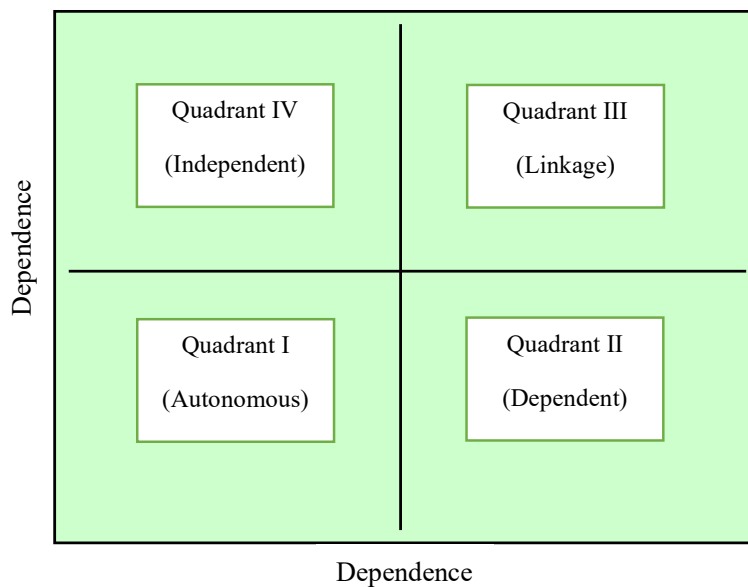 Quadrant IV
(Independent)
Quadrant III
(Linkage)
Dependence
Quadrant I
(Autonomous)
Quadrant II
(Dependent)
Dependence